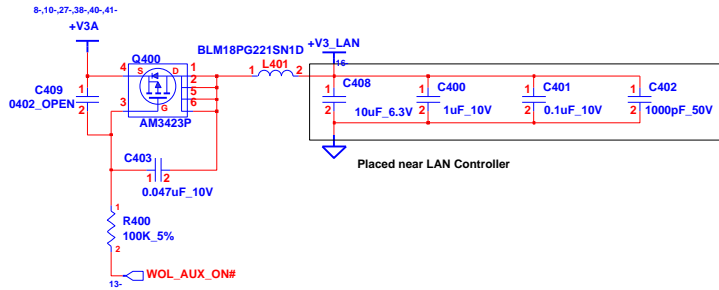 8-,10-,27-,38-,40-,41-
+V3A
Q400
BLM18PG221SN1D
+V3_LAN
4
S
D
1
2
5
6
1
L401
2
16-
C409
0402_OPEN
1
2
3
G
AM3423P
1
2
C408
10uF_6.3V
1
2
C400
1uF_10V
1
2
C401
0.1uF_10V
1
2
C402
1000pF_50V
C403
1
2
0.047uF_10V
Placed near LAN Controller
1
R400
100K_5%
2
WOL_AUX_ON#
13-